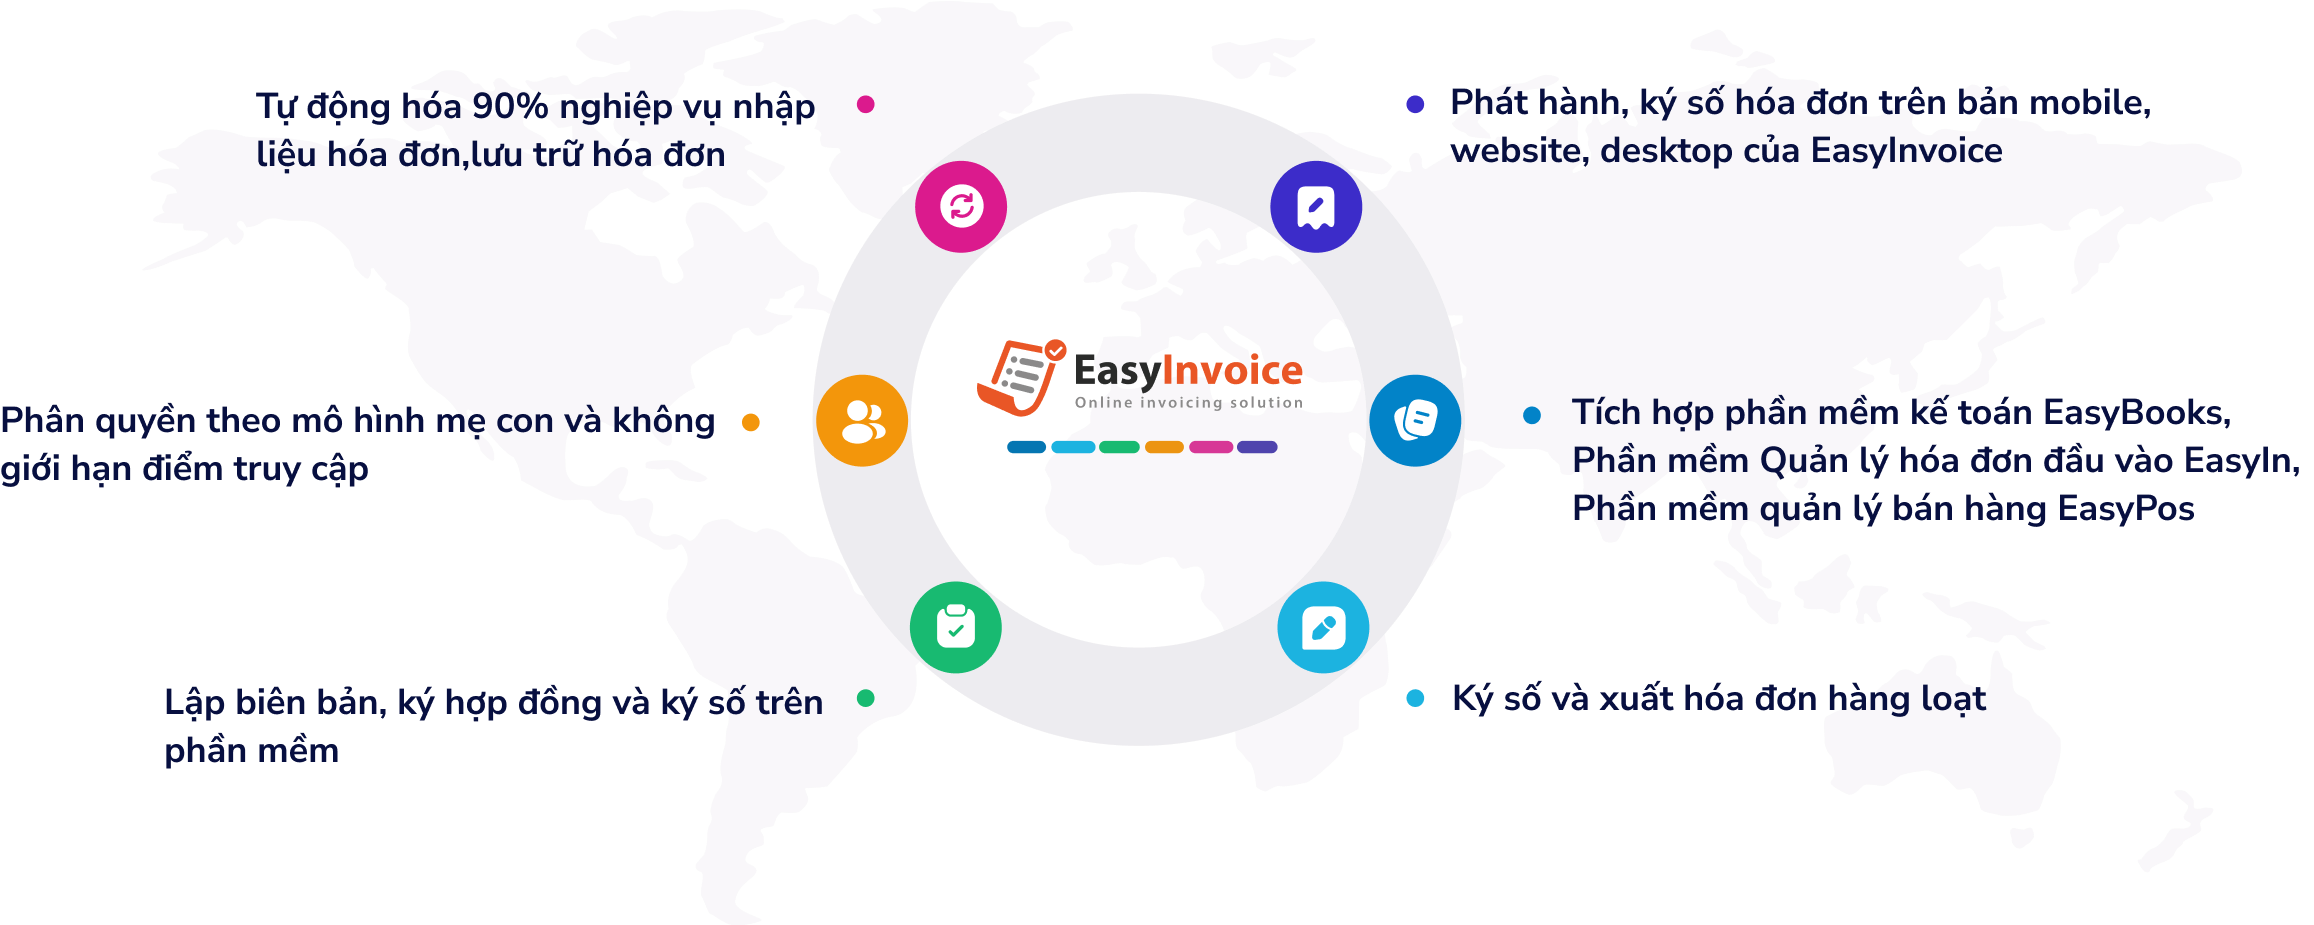 Tự động hóa 90% nghiệp vụ nhập
liệu hóa đơn,lưu trữ hóa đơn
Phát hành, ký số hóa đơn trên bản mobile,
website, desktop của EasyInvoice
EasyInvoice
Online invoicing solution
Phân quyền theo mô hình mẹ con và không
giới hạn điểm truy cập
Tích hợp phần mềm kế toán EasyBooks,
Phần mềm Quản lý hóa đơn đầu vào EasyIn,
Phần mềm quản lý bán hàng EasyPos
Lập biên bản, ký hợp đồng và ký số trên
phần mềm
Ký số và xuất hóa đơn hàng loạt